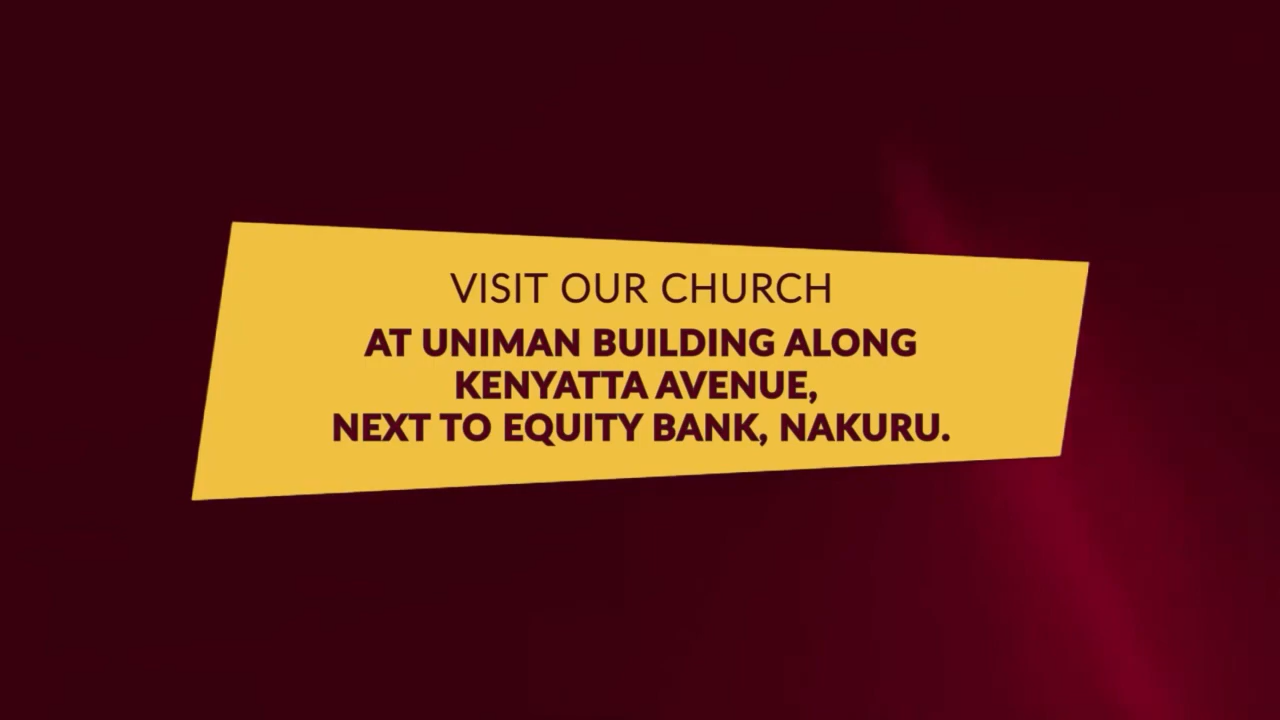 VISIT OUR CHURCH
AT UNIMAN BUILDING ALONG
KENYATTA AVENUE,
NEXT TO EQUITY BANK, NAKURU.